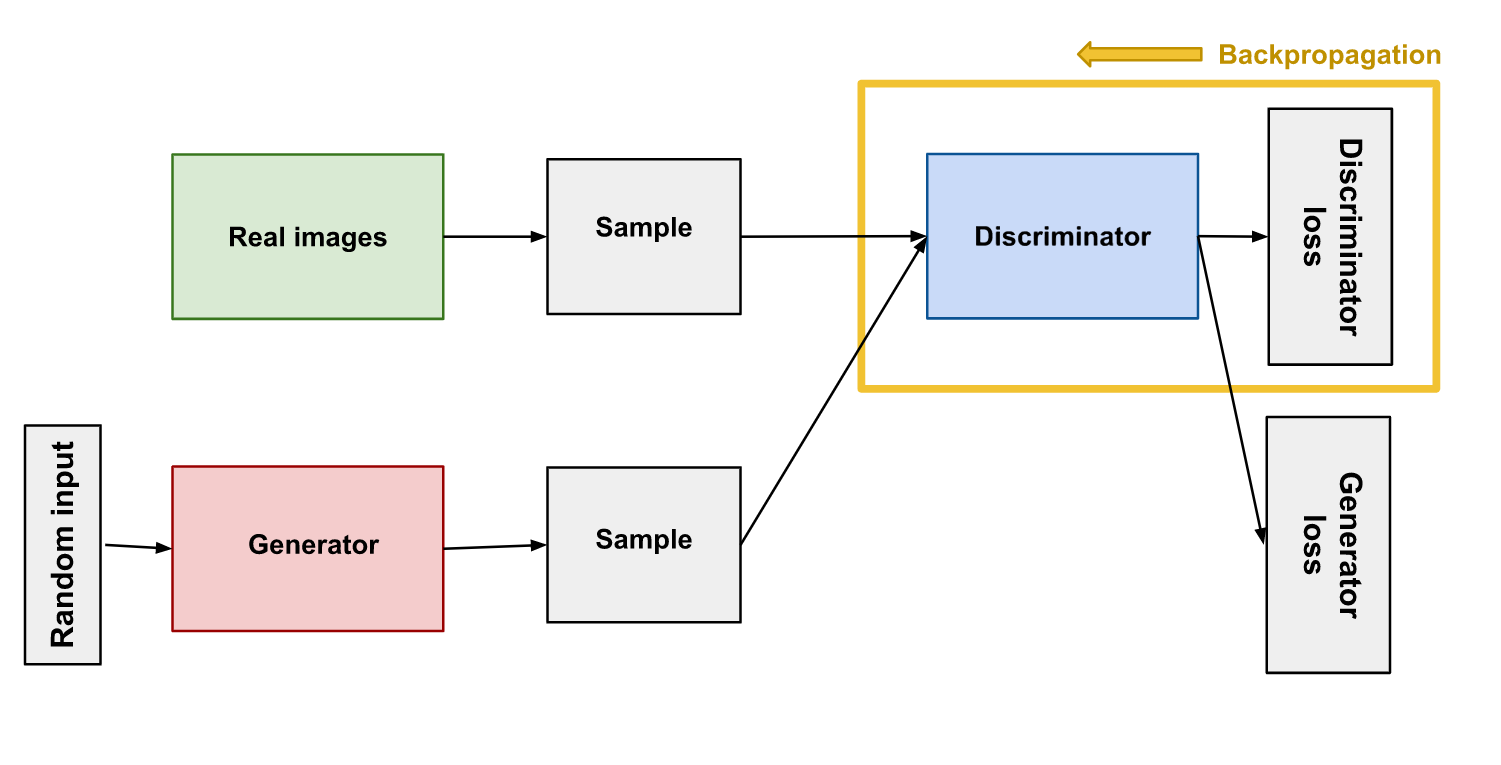 Backpropagation
Real images
Sample
Discriminator
Discriminator
loss
Random input
Generator
Sample
Generator
loss